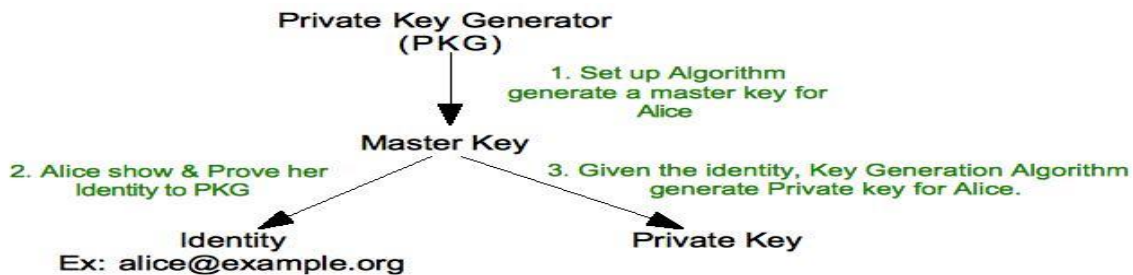 Private Key Generator
(PKG)
1. Set up Algorithm
generate a master key for
Alice
Master Key
2. Alice show & Prove her
Identity to PKG
3. Given the identity, Key Generation Algorithm
generate Private key for Alice.
Identity
Ex: alice@example.org
Private Key